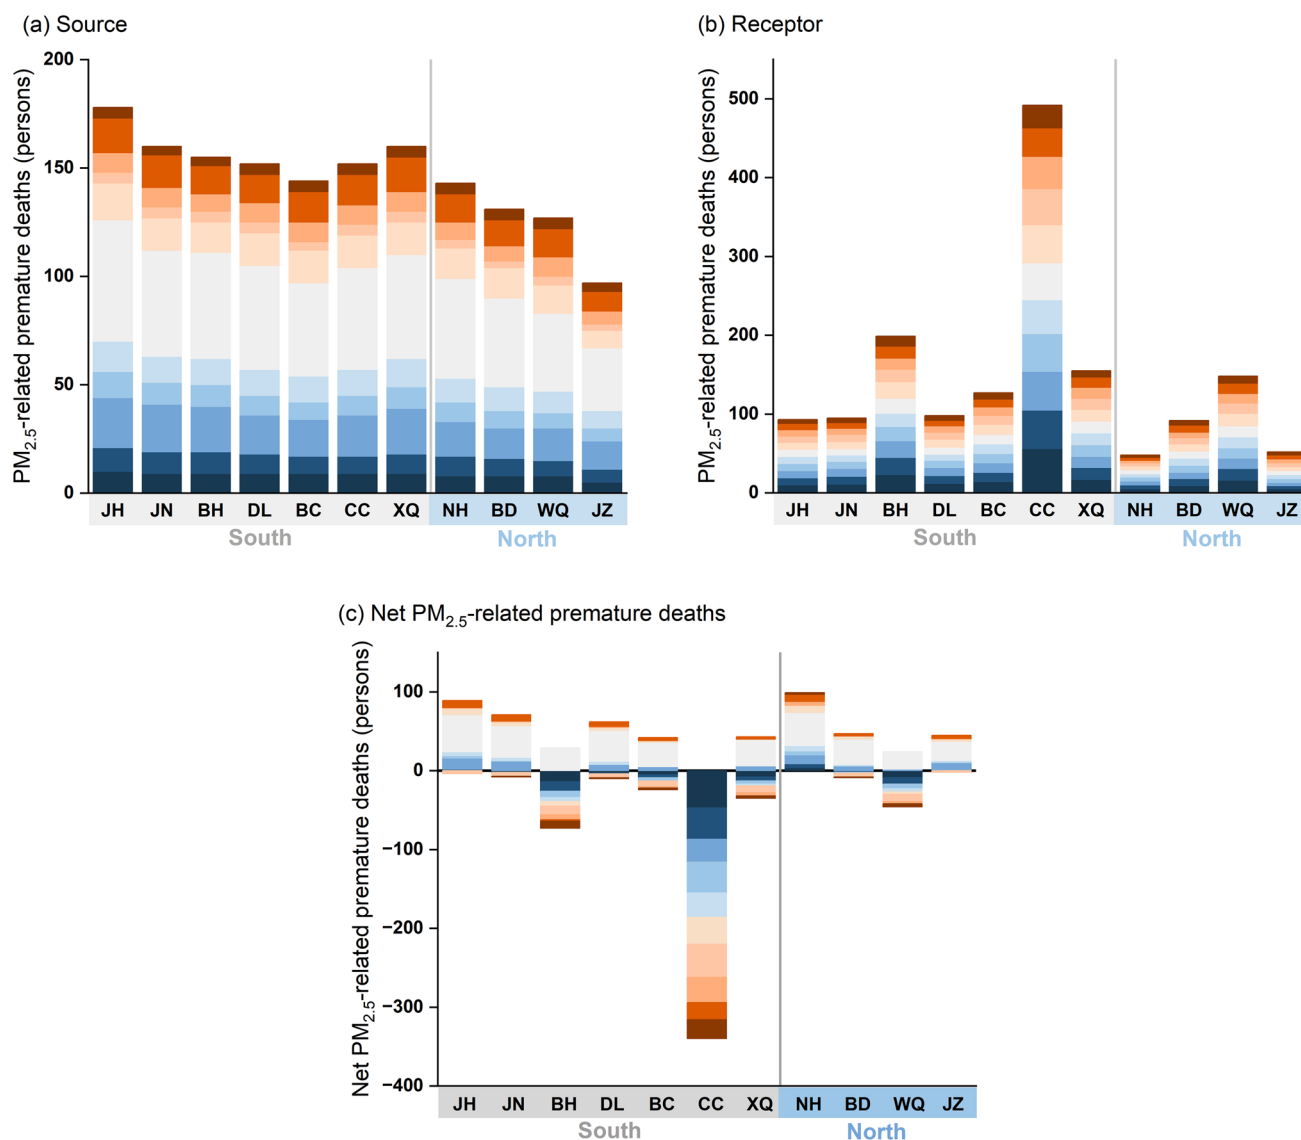 (a) Source
PM2.5-related premature deaths (persons)
200
150
100
50
0
JH JN BH DL BC CC XQ NH BD WQ JZ
South North
(b) Receptor
PM2.5-related premature deaths (persons)
500
400
300
200
100
0
JH JN BH DL BC CC XQ NH BD WQ JZ
South North
(c) Net PM2.5-related premature deaths
Net PM2.5-related premature deaths (persons)
100
0
−100
−200
−300
−400
JH JN BH DL BC CC XQ NH BD WQ JZ
South North